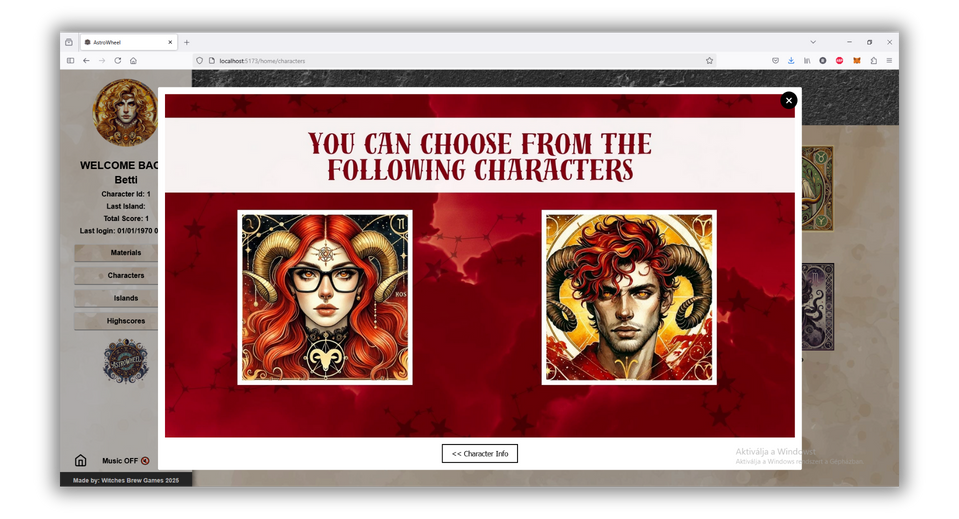 AstroWheel
localhost:5173/home/characters
WELCOME BAC
Betti
Character Id: 1
Last Island:
Total Score: 1
Last login: 01/01/1970 0
Materials
Characters
Islands
Highscores
ASTROWHEEL
Music OFF
Made by: Witches Brew Games 2025
YOU CAN CHOOSE FROM THE
FOLLOWING CHARACTERS
<< Character Info
Aktiválja a Windows
Aktiválja a Windows